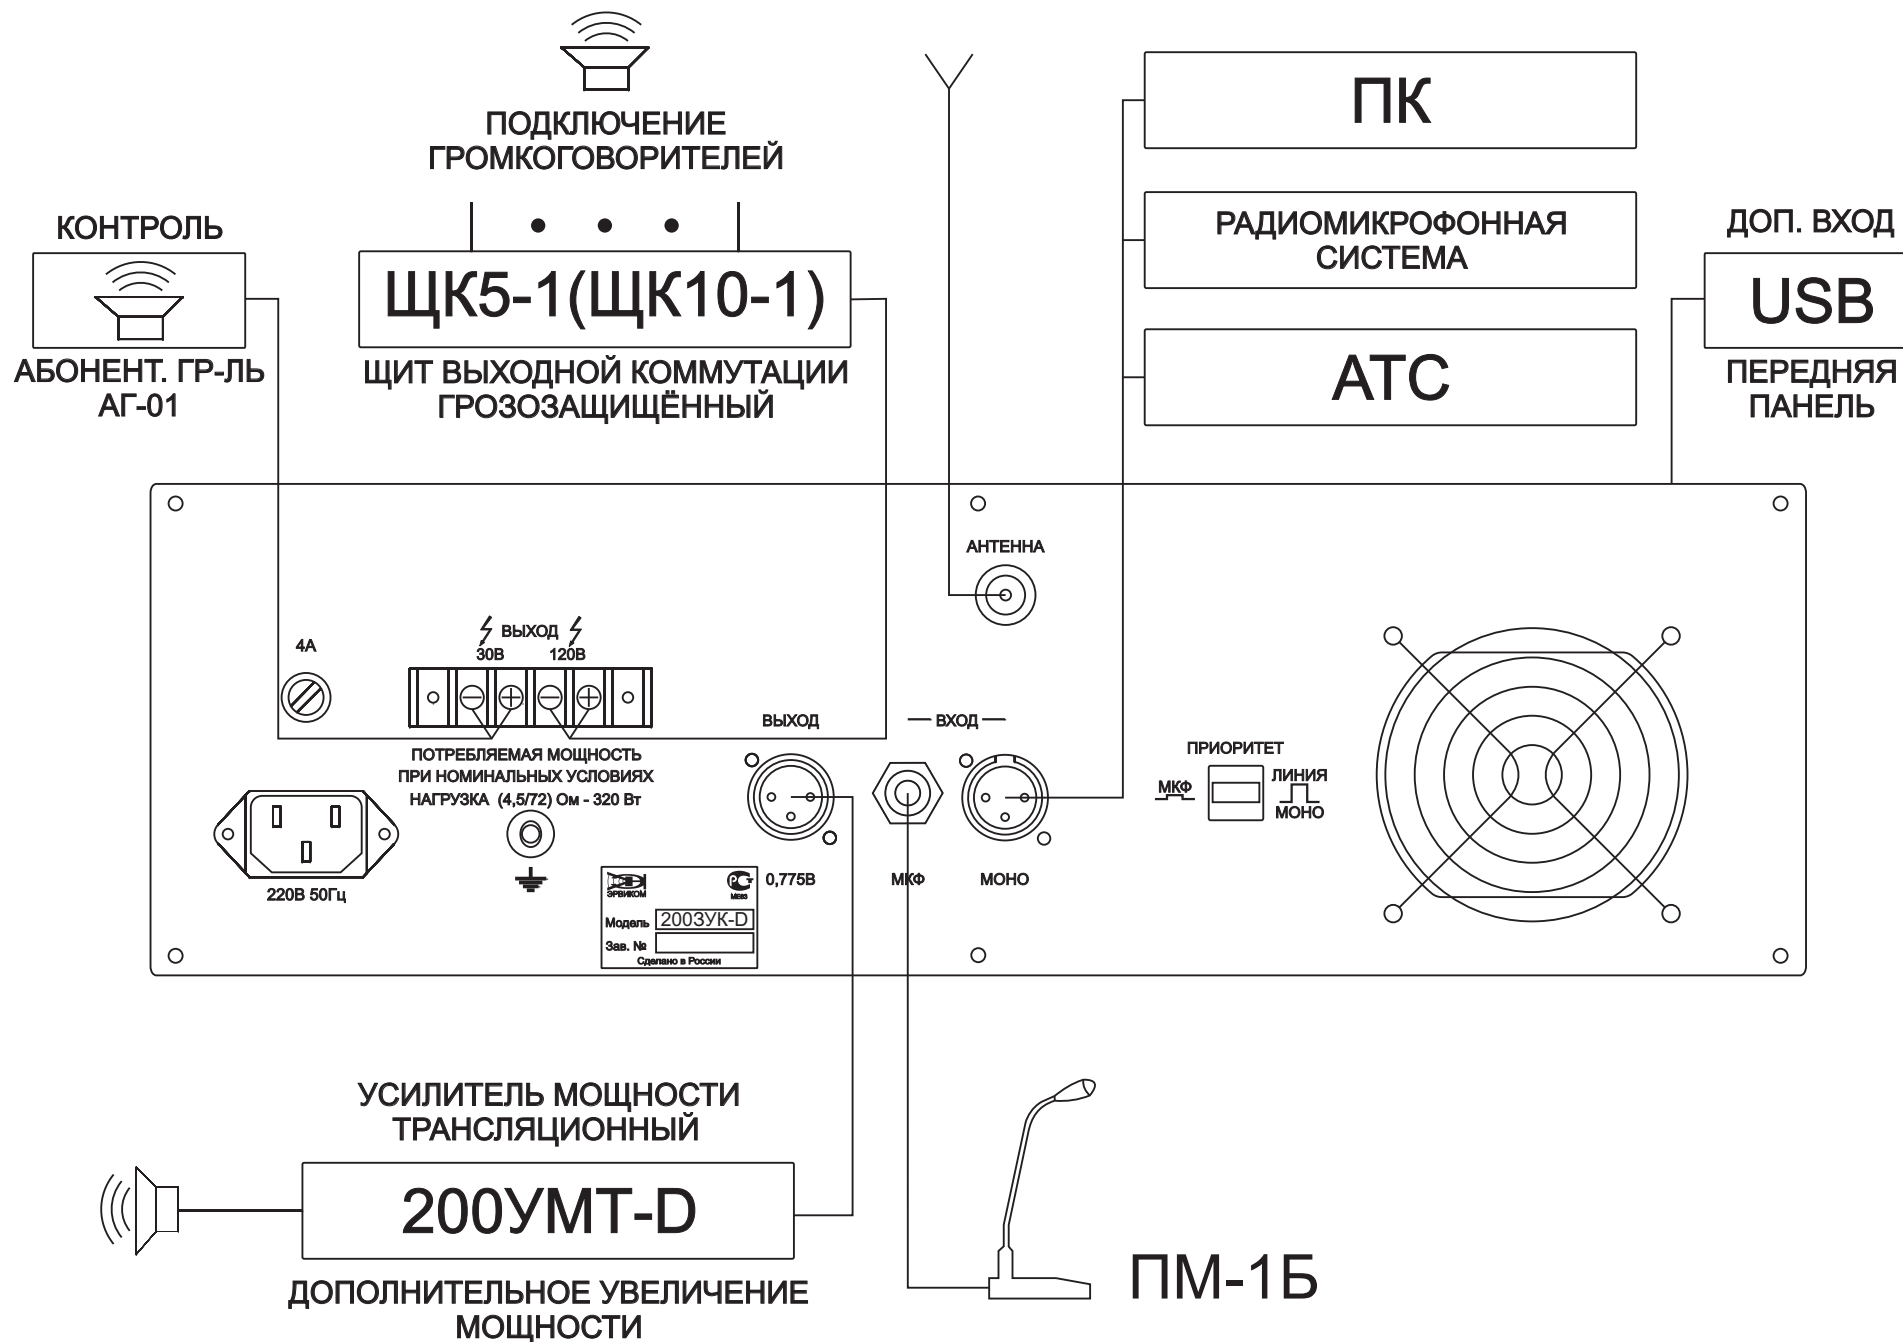 ПОДКЛЮЧЕНИЕ
ГРОМКОГОВОРИТЕЛЕЙ
ПК
РАДИОМИКРОФОННАЯ
СИСТЕМА
АТС
КОНТРОЛЬ
АБОНЕНТ. ГР-ЛЬ
АГ-01
ЩК5-1(ЩК10-1)
ЩИТ ВЫХОДНОЙ КОММУТАЦИИ
ГРОЗОЗАЩИЩЁННЫЙ
ДОП. ВХОД
USB
ПЕРЕДНЯЯ
ПАНЕЛЬ
АНТЕННА
4А
ВЫХОД
30В 120В
ПОТРЕБЛЯЕМАЯ МОЩНОСТЬ
ПРИ НОМИНАЛЬНЫХ УСЛОВИЯХ
НАГРУЗКА (4,5/72) Ом - 320 Вт
ВЫХОД
0,775В
ВХОД
МКФ
МОНО
ПРИОРИТЕТ
МКФ
ЛИНИЯ
МОНО
220В 50Гц
ЭРВИКОМ
РСТ
МЕ63
Модель 200ЗУК-D
Зав. №
Сделано в России
УСИЛИТЕЛЬ МОЩНОСТИ
ТРАНСЛЯЦИОННЫЙ
200УМТ-D
ДОПОЛНИТЕЛЬНОЕ УВЕЛИЧЕНИЕ
МОЩНОСТИ
ПМ-1Б